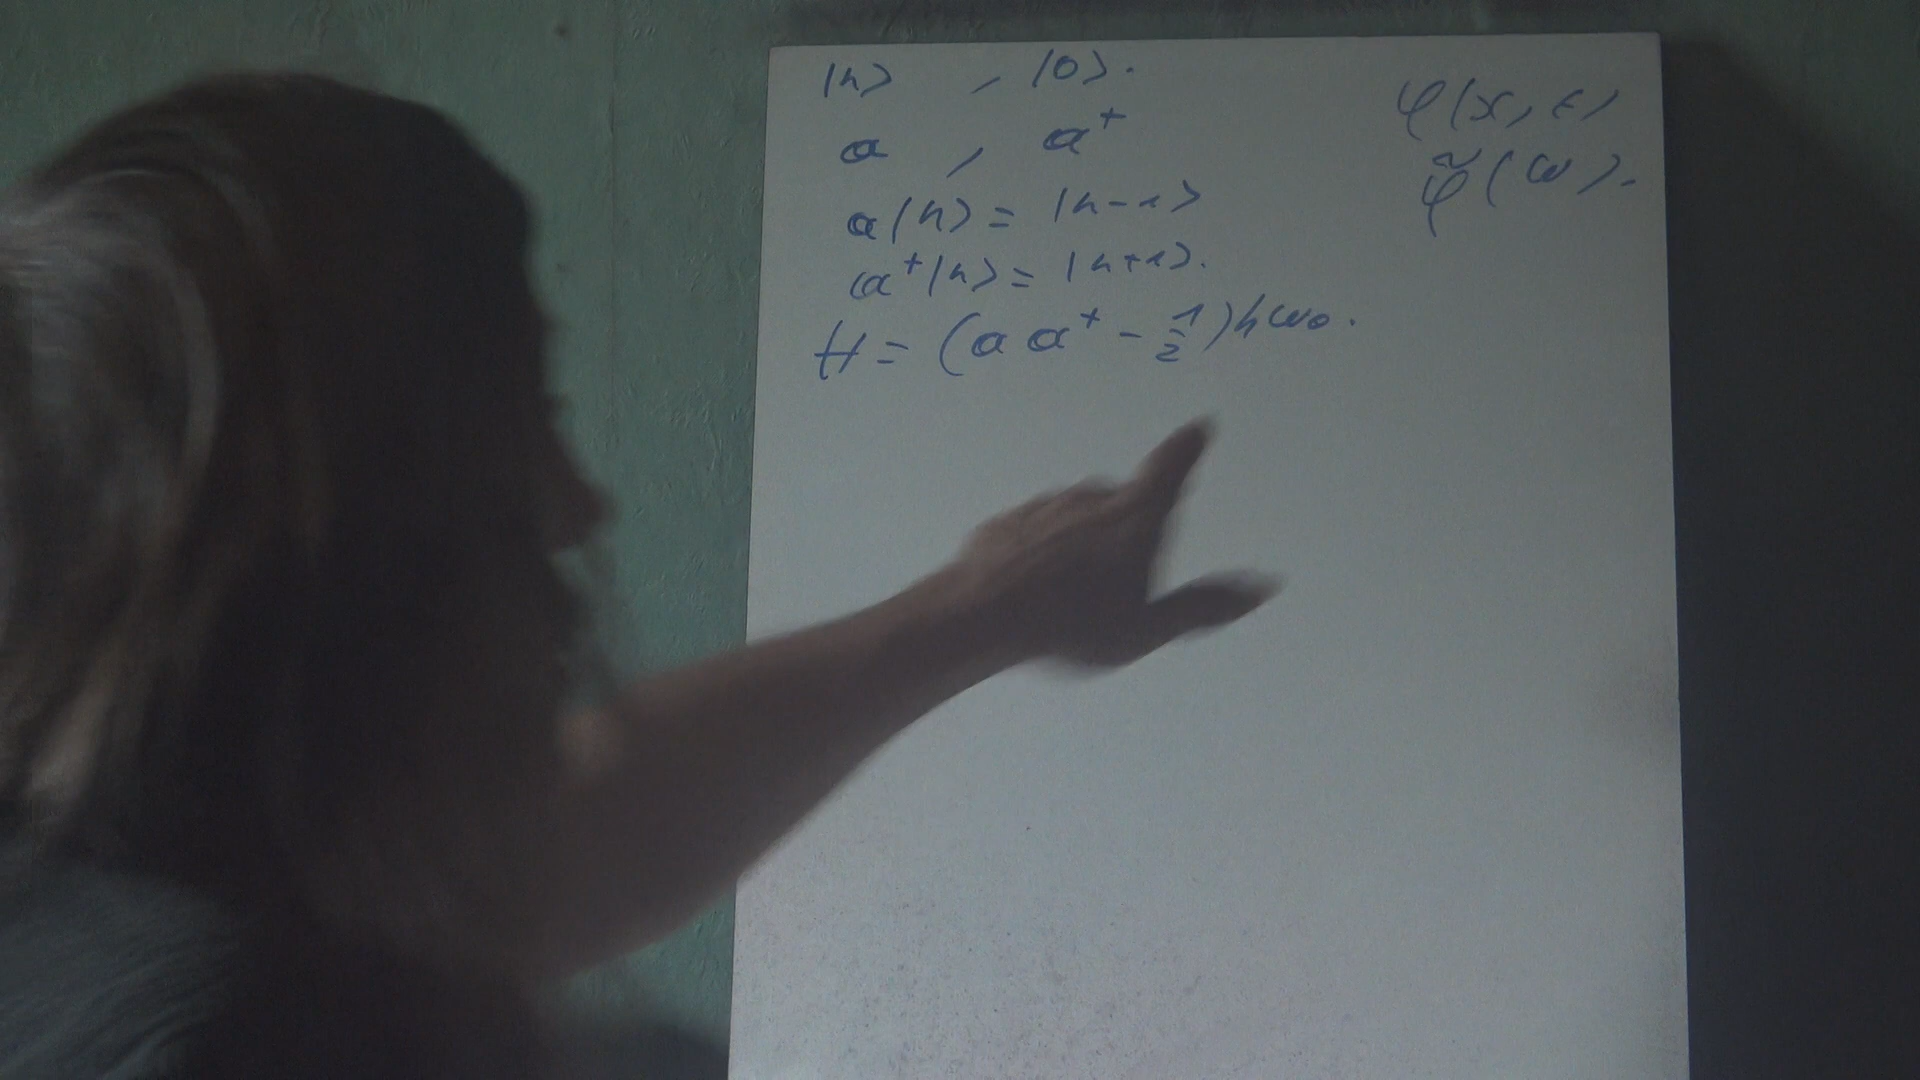 |n> , |0>.
a , a⁺
a|n> = |n-1>
a⁺|n> = |n+1>.
H = (a a⁺ - 1/2)ħω₀.
φ(x, t)
φ̃(ω).